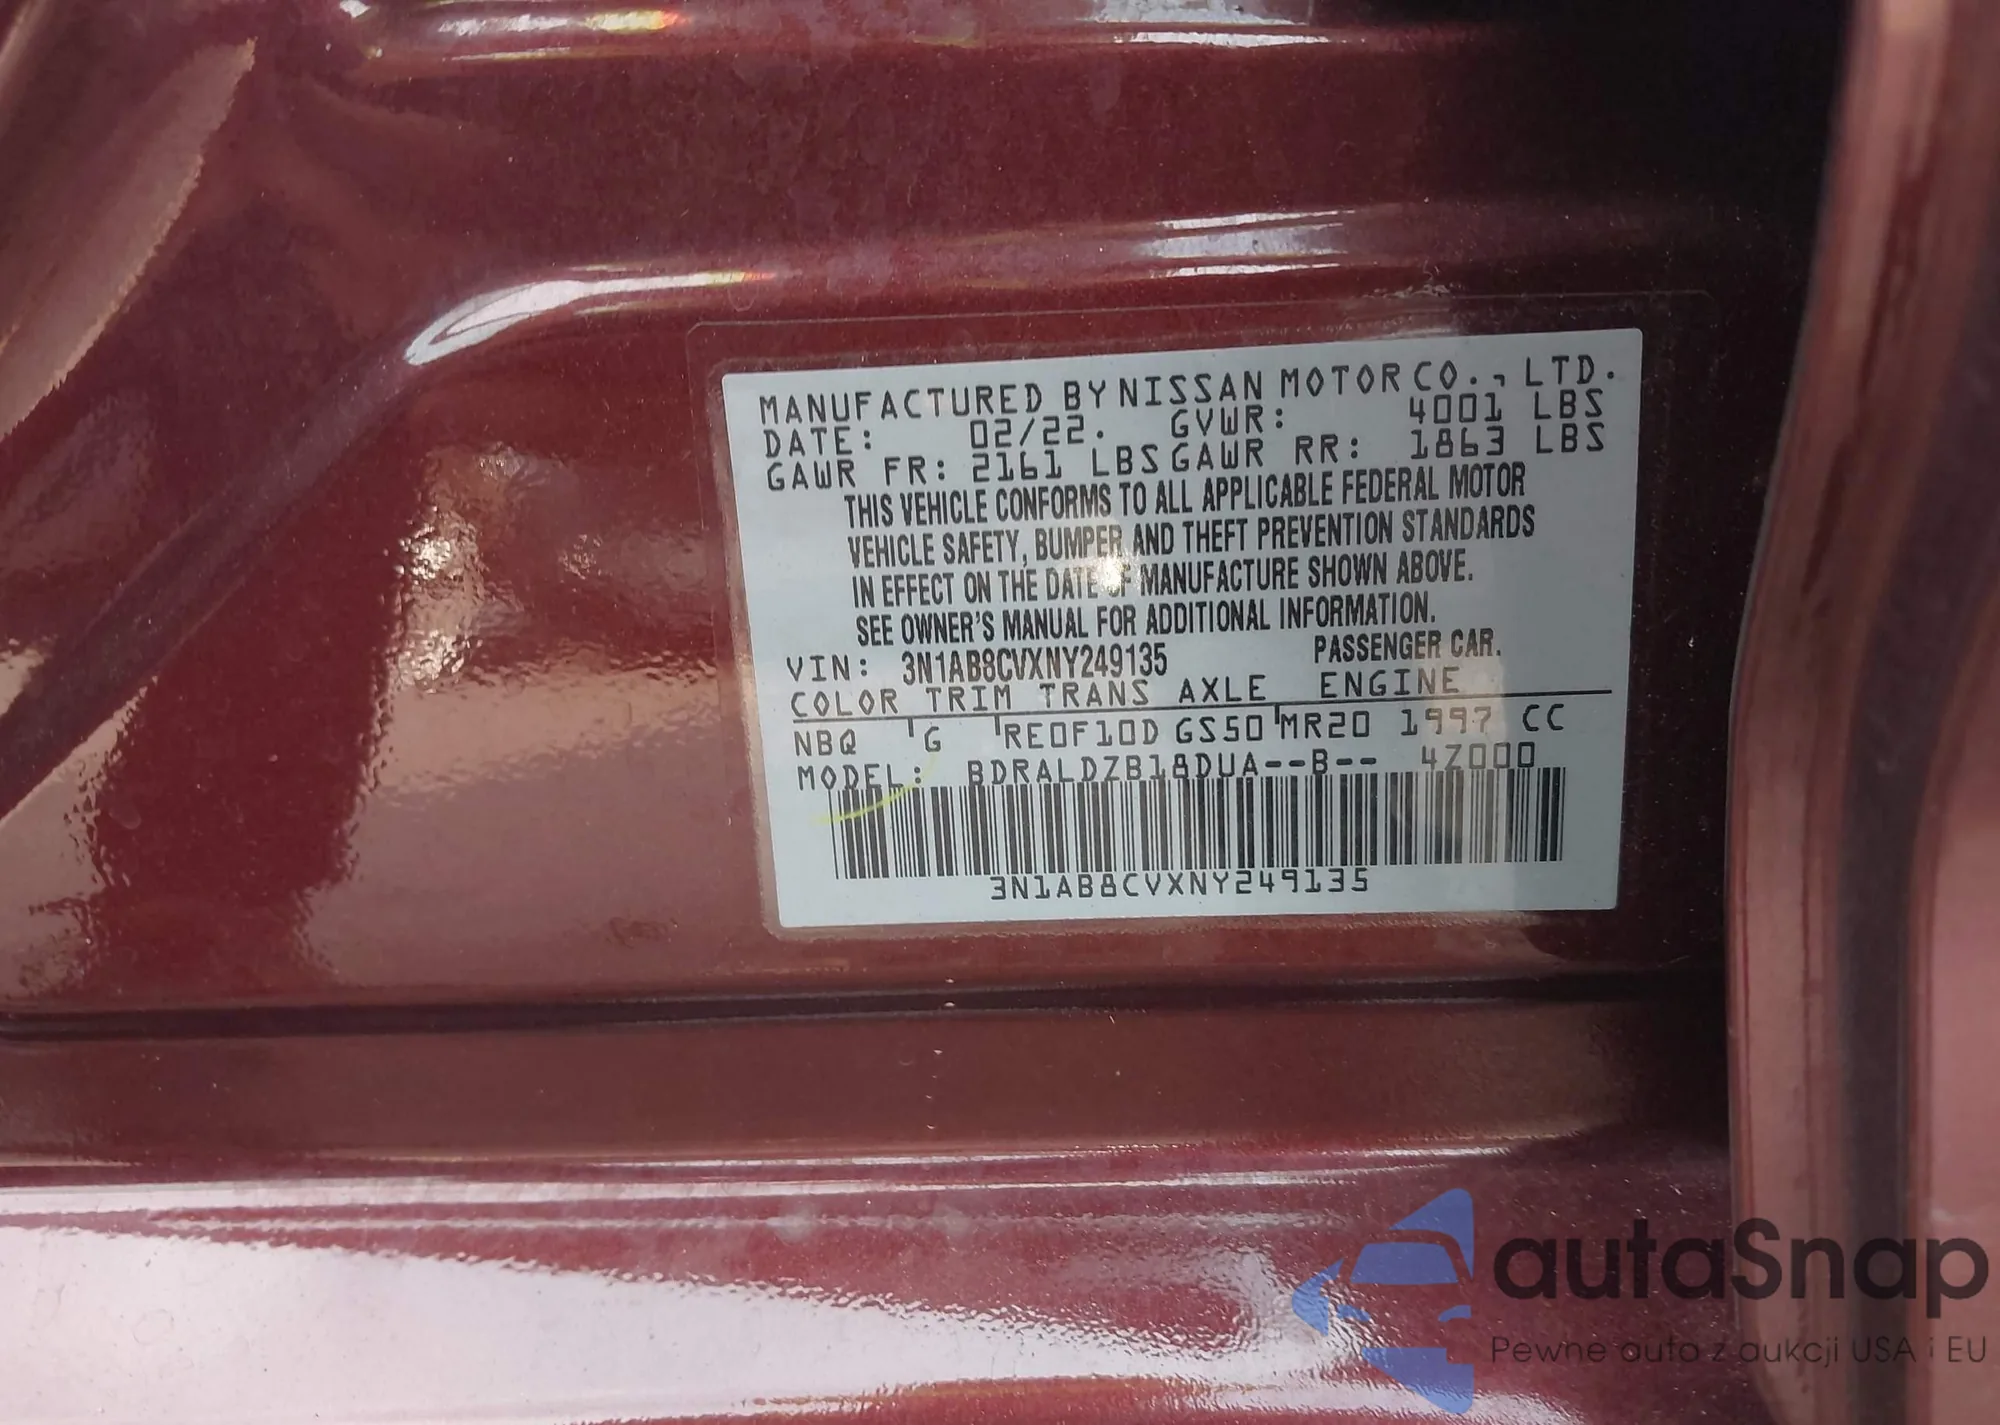 MANUFACTURED BY NISSAN MOTOR CO., LTD.
DATE: 02/22. GVWR: 4001 LBS
GAWR FR: 2161 LBS GAWR RR: 1863 LBS
THIS VEHICLE CONFORMS TO ALL APPLICABLE FEDERAL MOTOR
VEHICLE SAFETY, BUMPER AND THEFT PREVENTION STANDARDS
IN EFFECT ON THE DATE OF MANUFACTURE SHOWN ABOVE.
SEE OWNER'S MANUAL FOR ADDITIONAL INFORMATION.
VIN: 3N1AB8CVXNY249135 PASSENGER CAR.
COLOR TRIM TRANS AXLE ENGINE
NBQ G RE0F10D GS50 MR20 1997 CC
MODEL: BDRALDZB18DUA--B-- 4Z000
3N1AB8CVXNY249135
autaSnap
Pewne auto z aukcji USA i EU